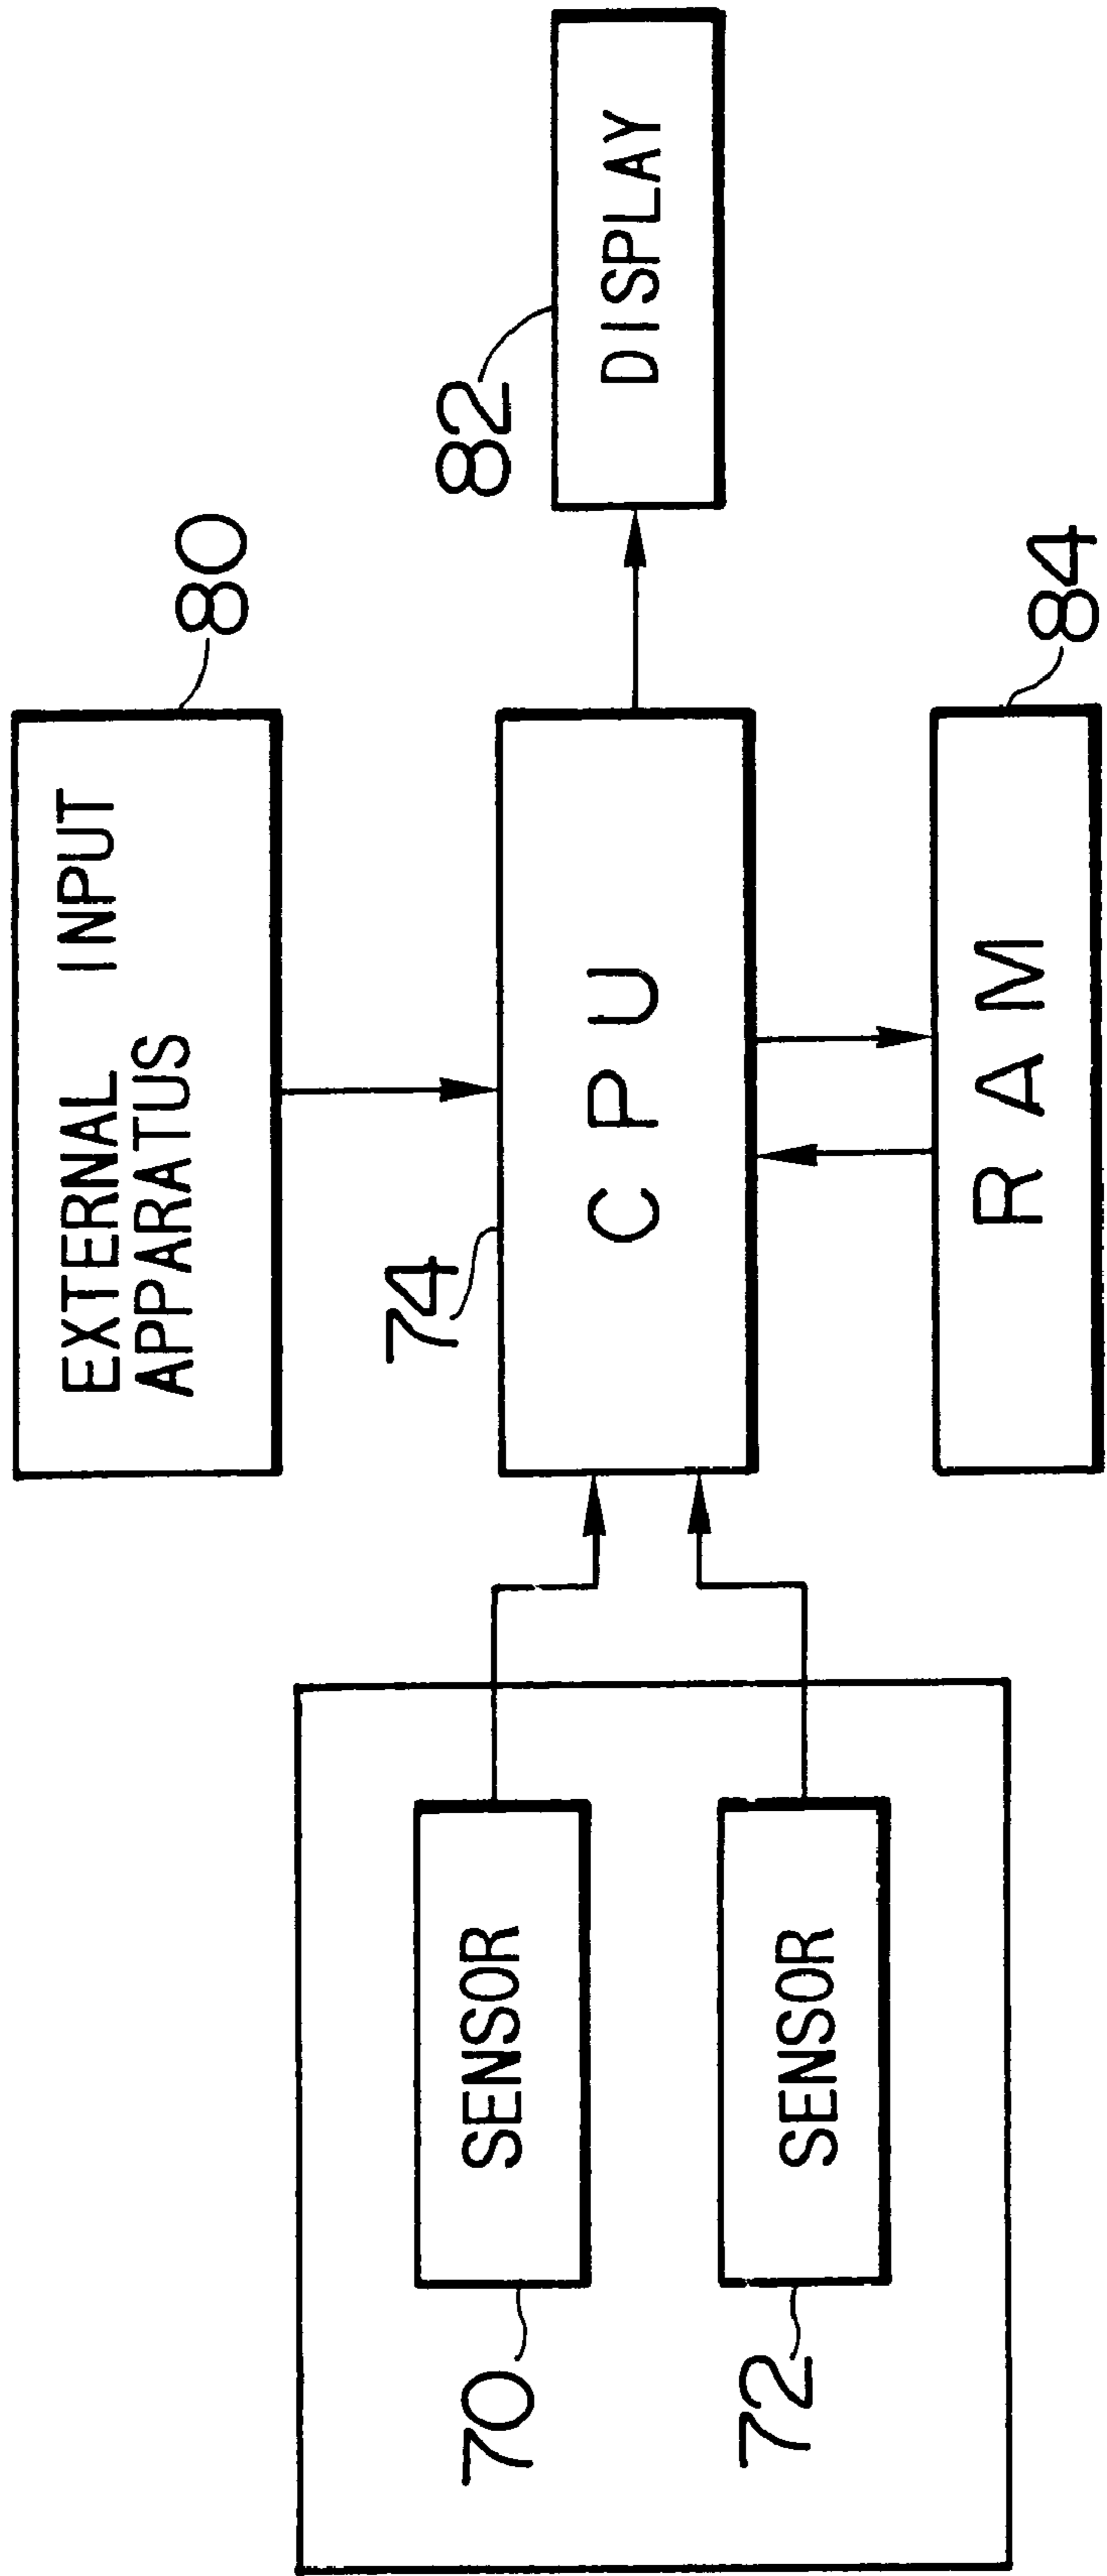 EXTERNAL INPUT
APPARATUS
80
74
CPU
82
DISPLAY
70
SENSOR
72
SENSOR
RAM
84